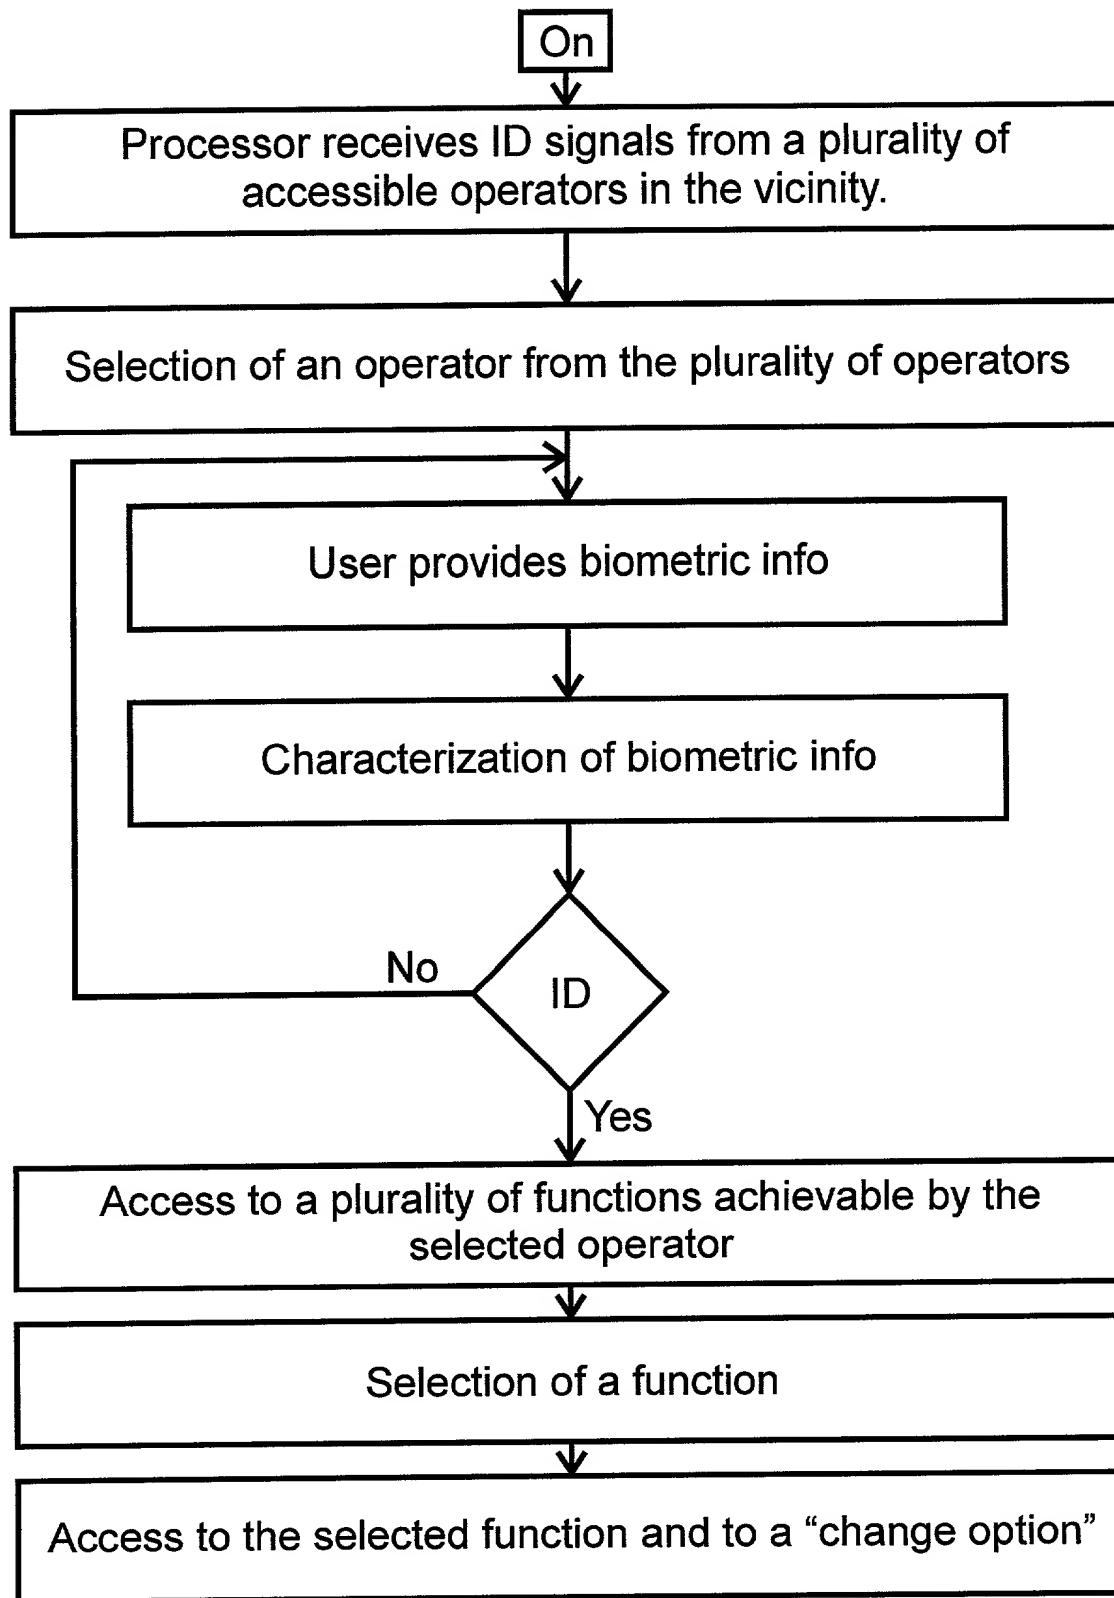 On
Processor receives ID signals from a plurality of
accessible operators in the vicinity.
Selection of an operator from the plurality of operators
User provides biometric info
Characterization of biometric info
No
ID
Yes
Access to a plurality of functions achievable by the
selected operator
Selection of a function
Access to the selected function and to a “change option”